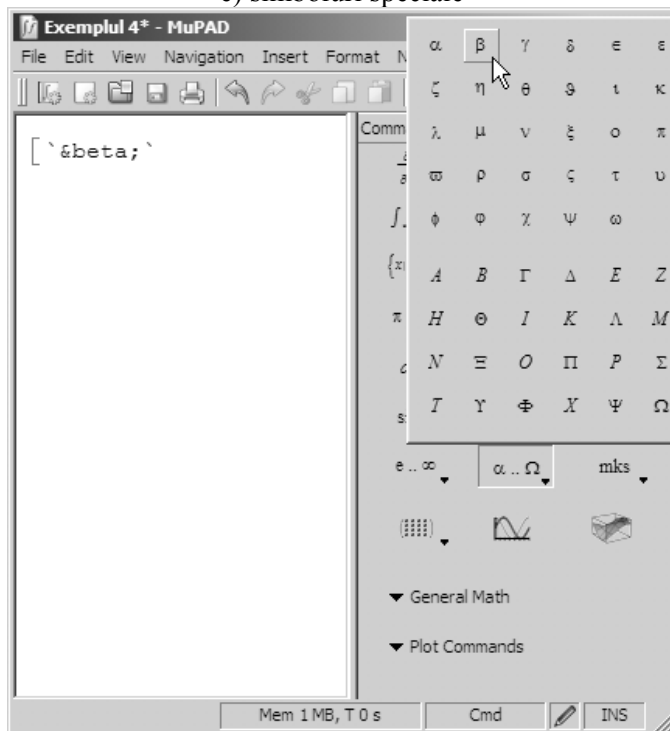 c) simboluri speciale
Exemplul 4* - MuPAD
File Edit View Navigation Insert Format N
[ `&beta;`
Comm
α β γ δ ϵ ε
ζ η θ ϑ ι κ
λ μ ν ξ ο π
ϖ ρ σ ς τ υ
ϕ φ χ ψ ω
A B Γ Δ E Z
H Θ I K Λ M
N Ξ O Π P Σ
T Υ Φ X Ψ Ω
π
e .. ∞ α .. Ω mks
General Math
Plot Commands
Mem 1 MB, T 0 s Cmd INS